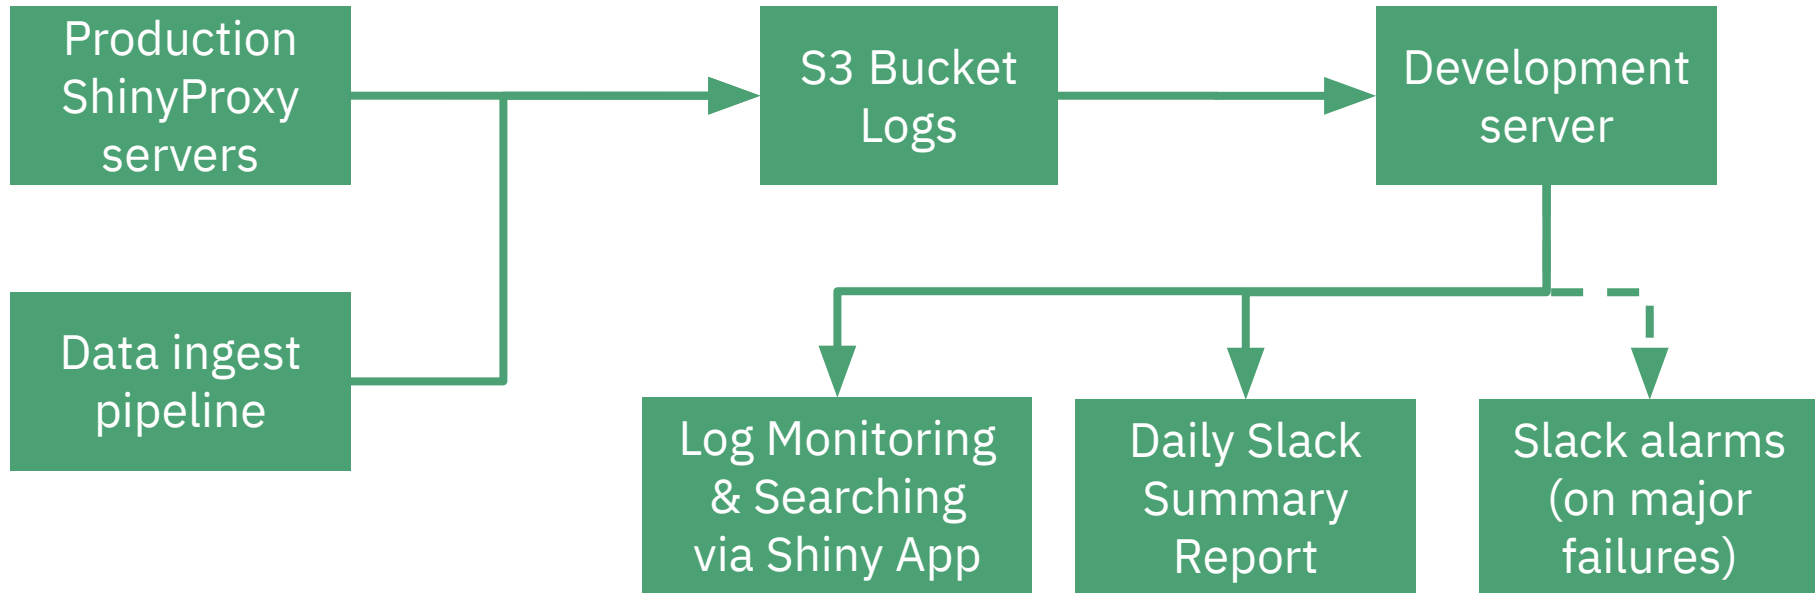 Production
ShinyProxy
servers
S3 Bucket
Logs
Development
server
Data ingest
pipeline
Log Monitoring
& Searching
via Shiny App
Daily Slack
Summary
Report
Slack alarms
(on major
failures)